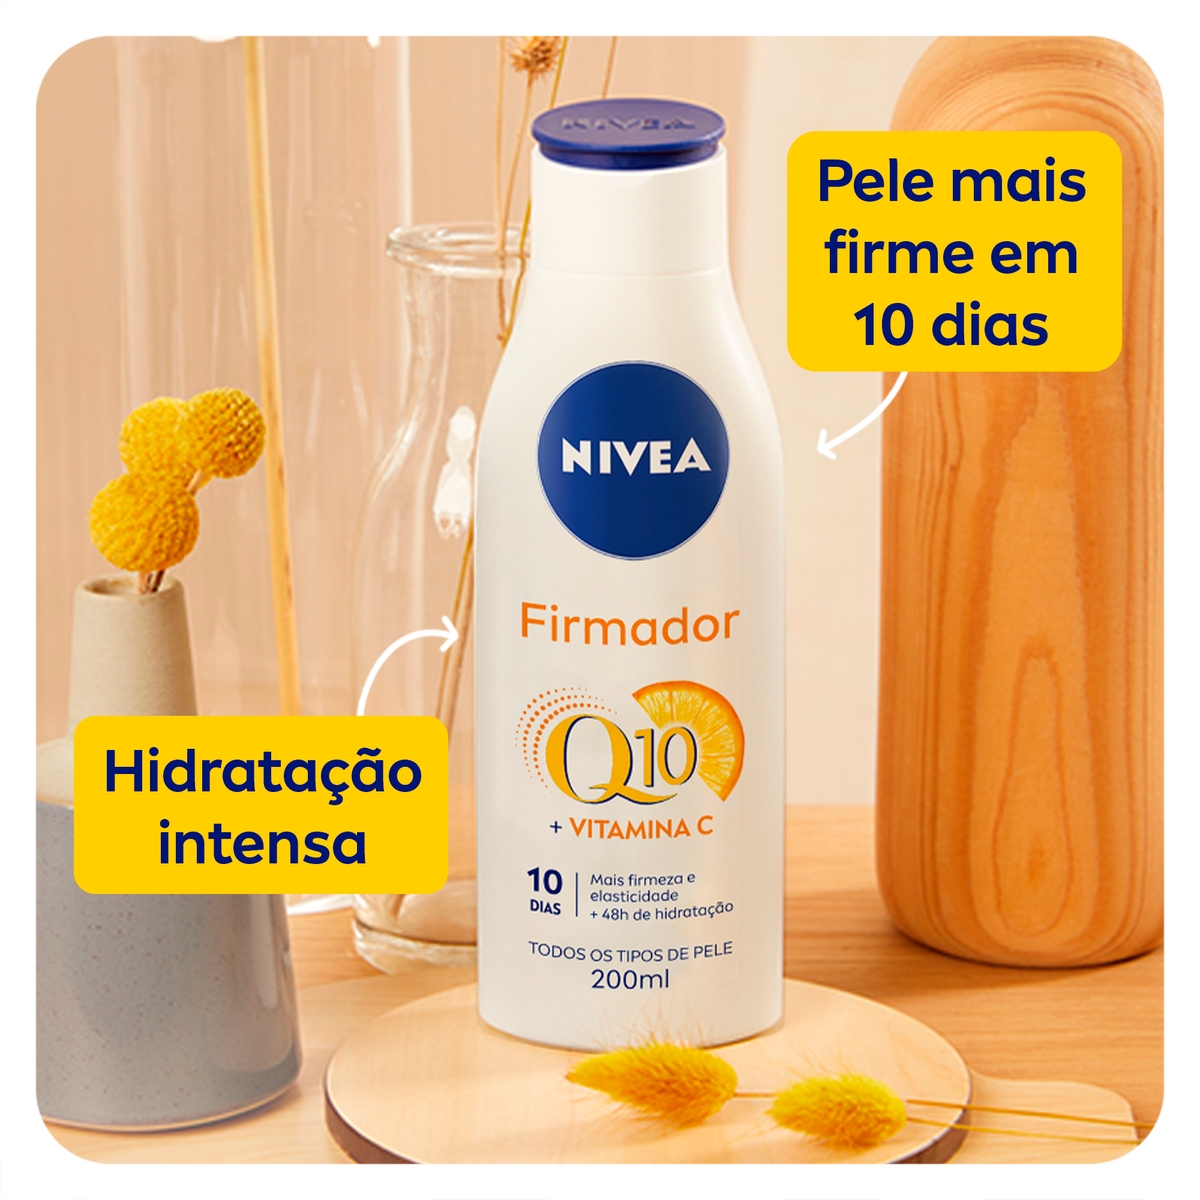 NIVEA
Pele mais
firme em
10 dias
NIVEA
Firmador
Q10
+ VITAMINA C
Hidratação
intensa
10
DIAS
Mais firmeza e
elasticidade
+ 48h de hidratação
TODOS OS TIPOS DE PELE
200ml